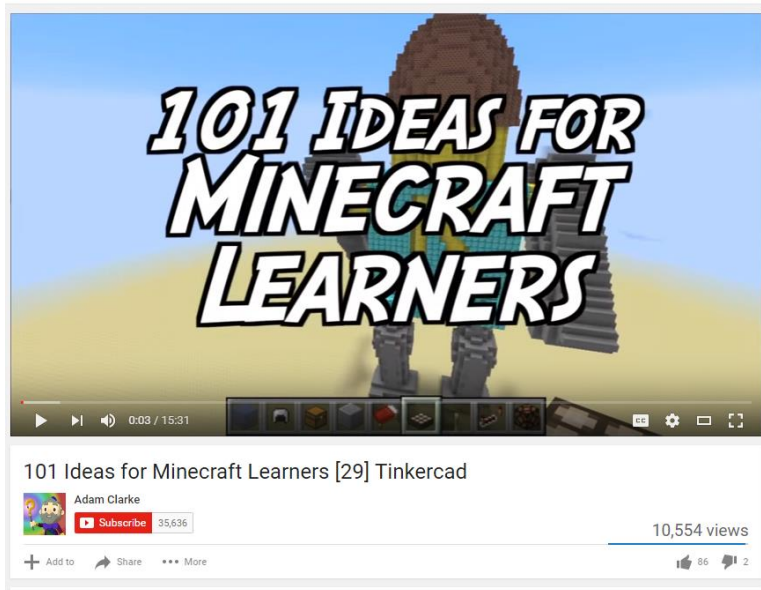 101 IDEAS FOR
MINECRAFT
LEARNERS
0:03 / 15:31
CC
101 Ideas for Minecraft Learners [29] Tinkercad
Adam Clarke
Subscribe 35,636
10,554 views
Add to Share More 86 2